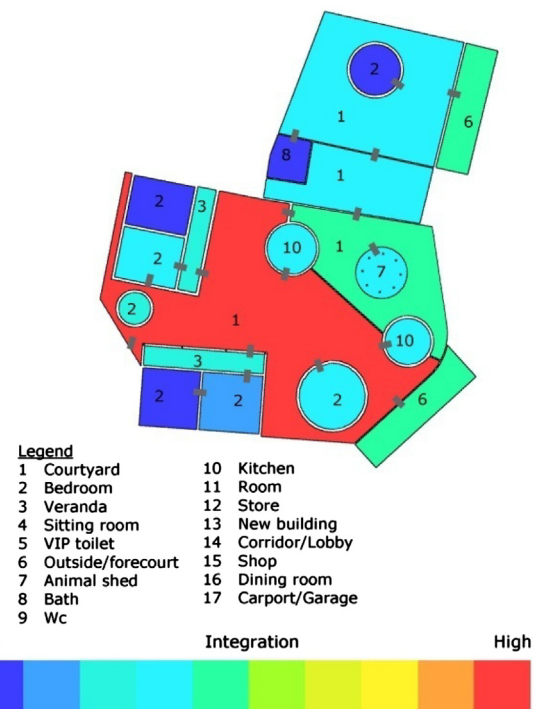 2
1
6
8
1
2
3
10
1
2
7
2
1
10
3
2
2
2
6
Legend
1 Courtyard
2 Bedroom
3 Veranda
4 Sitting room
5 VIP toilet
6 Outside/forecourt
7 Animal shed
8 Bath
9 Wc
10 Kitchen
11 Room
12 Store
13 New building
14 Corridor/Lobby
15 Shop
16 Dining room
17 Carport/Garage
Integration High